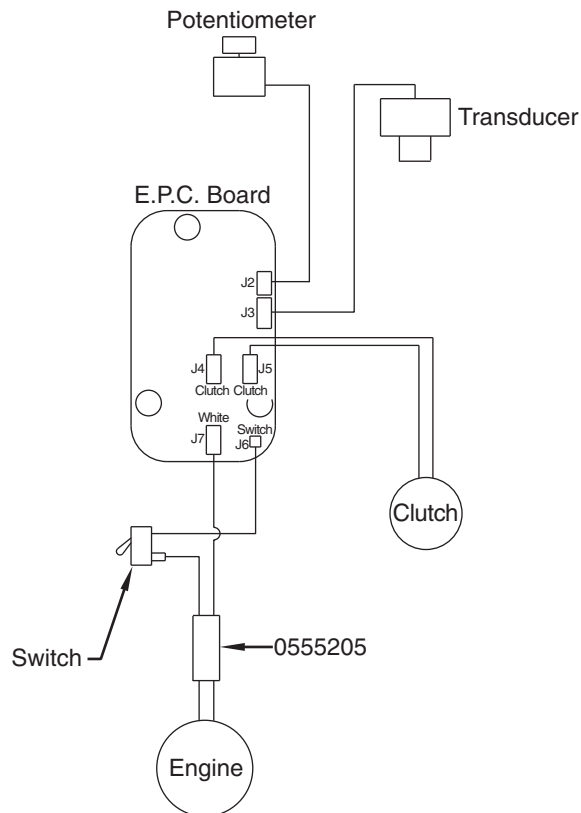 Potentiometer
Transducer
E.P.C. Board
J2
J3
J4
J5
Clutch
Clutch
White
Switch
J7
J6
Clutch
Switch
0555205
Engine